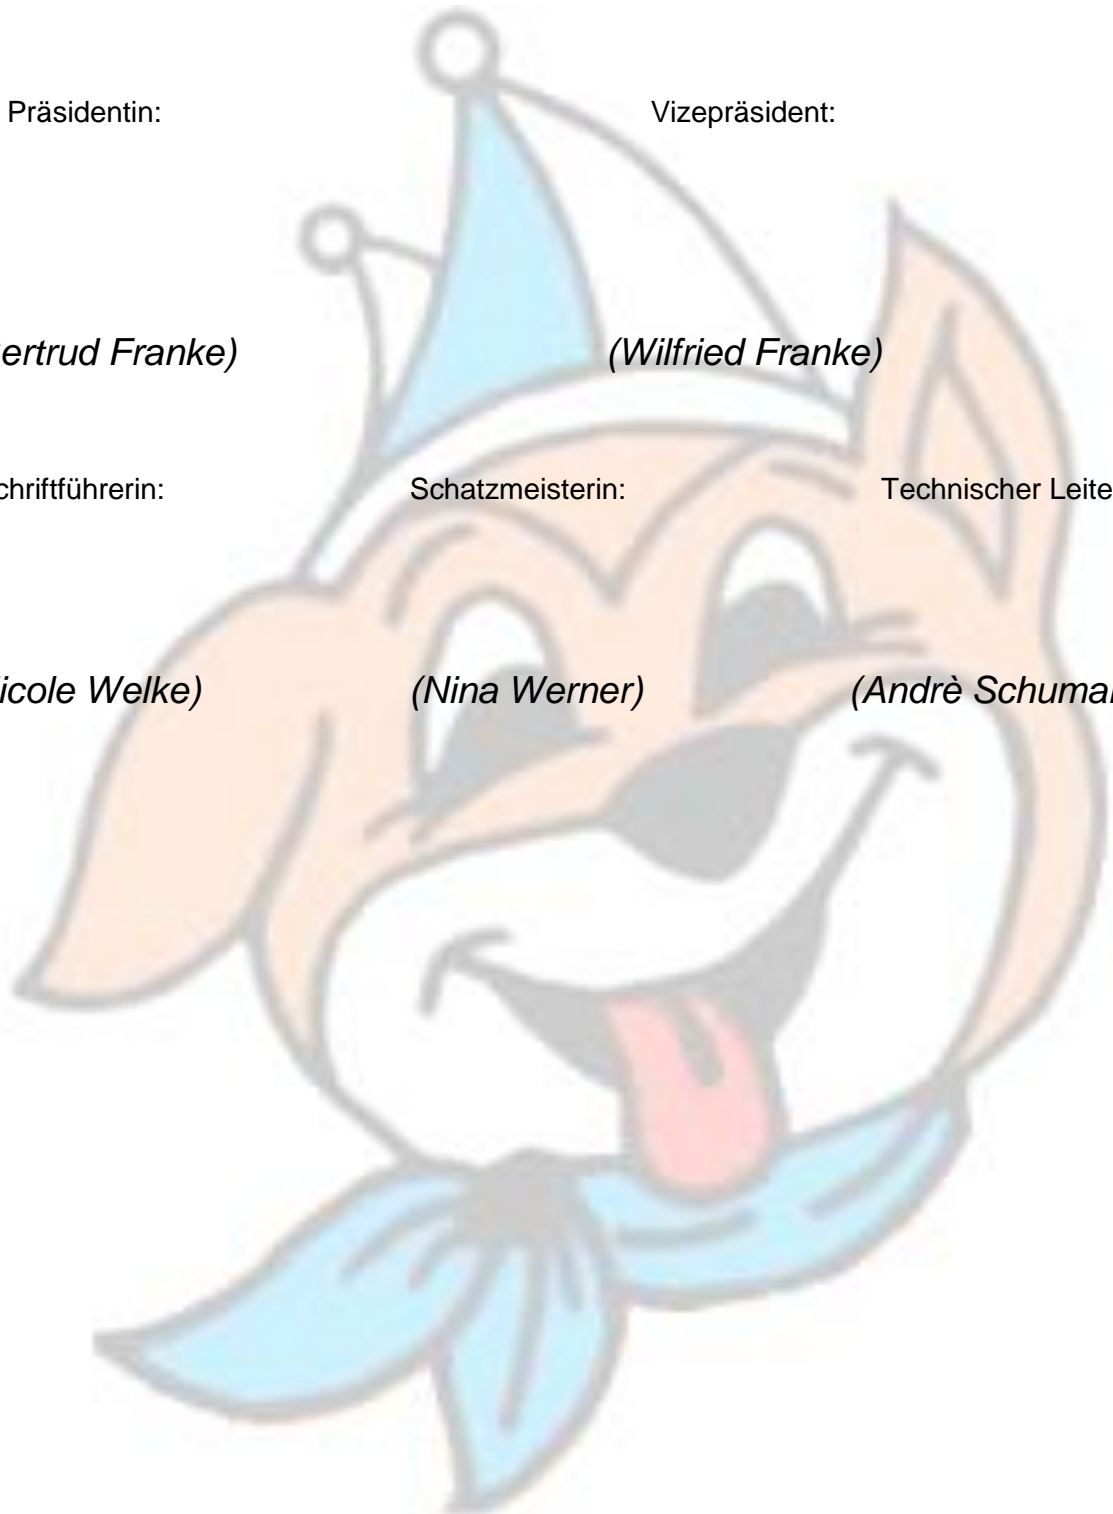 Präsidentin: Vizepräsident:
ertrud Franke) (Wilfried Franke)
chriftführerin: Schatzmeisterin: Technischer Leite
icole Welke) (Nina Werner) (Andrè Schuma